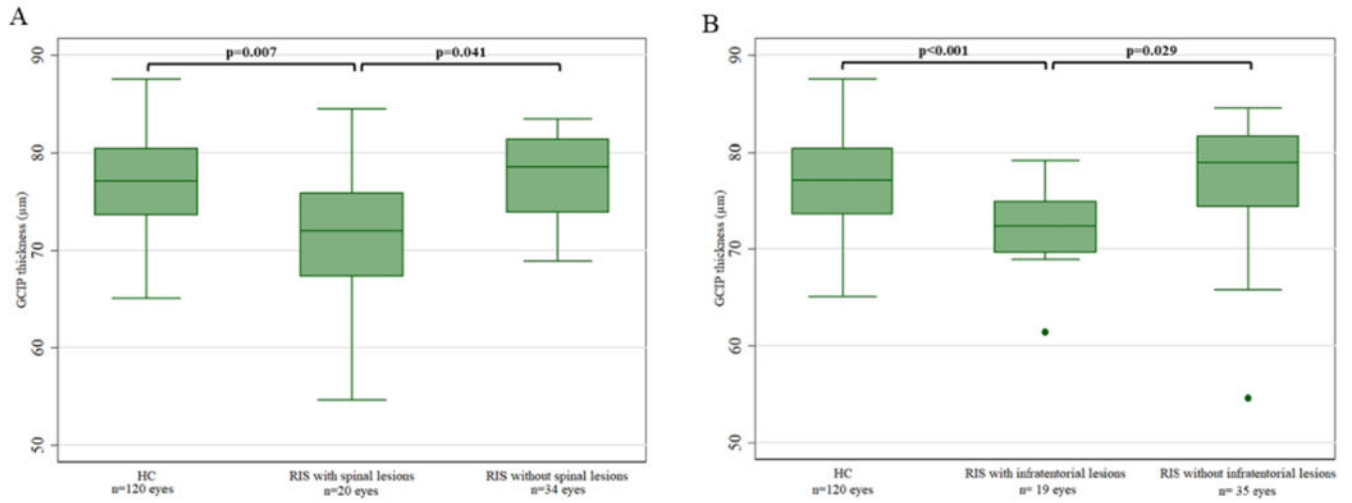 A
p=0.007
p=0.041
90
80
70
60
50
GCIP thickness (µm)
HC
n=120 eyes
RIS with spinal lesions
n=20 eyes
RIS without spinal lesions
n=34 eyes
B
p<0.001
p=0.029
90
80
70
60
50
GCIP thickness (µm)
HC
n=120 eyes
RIS with infratentorial lesions
n= 19 eyes
RIS without infratentorial lesions
n= 35 eyes